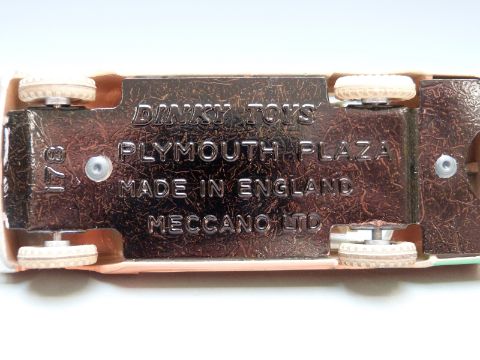 DINKY TOYS
PLYMOUTH PLAZA
MADE IN ENGLAND
MECCANO LTD
178